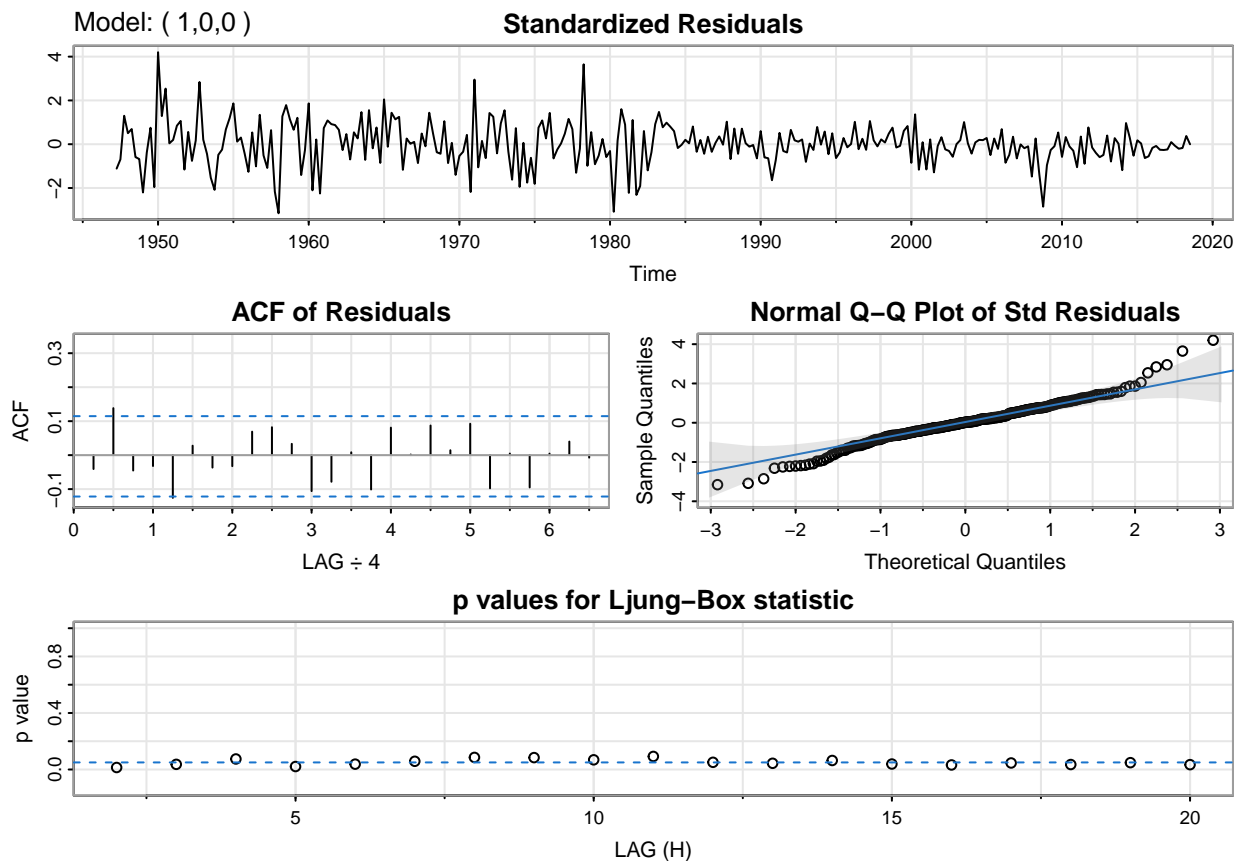 Model: ( 1,0,0 )
Standardized Residuals
4
2
0
−2
1950 1960 1970 1980 1990 2000 2010 2020
Time
ACF of Residuals
0.3
0.1
−0.1
ACF
0 1 2 3 4 5 6
LAG ÷ 4
Normal Q−Q Plot of Std Residuals
4
2
0
−2
−4
Sample Quantiles
−3 −2 −1 0 1 2 3
Theoretical Quantiles
p values for Ljung−Box statistic
0.8
0.4
0.0
p value
5 10 15 20
LAG (H)